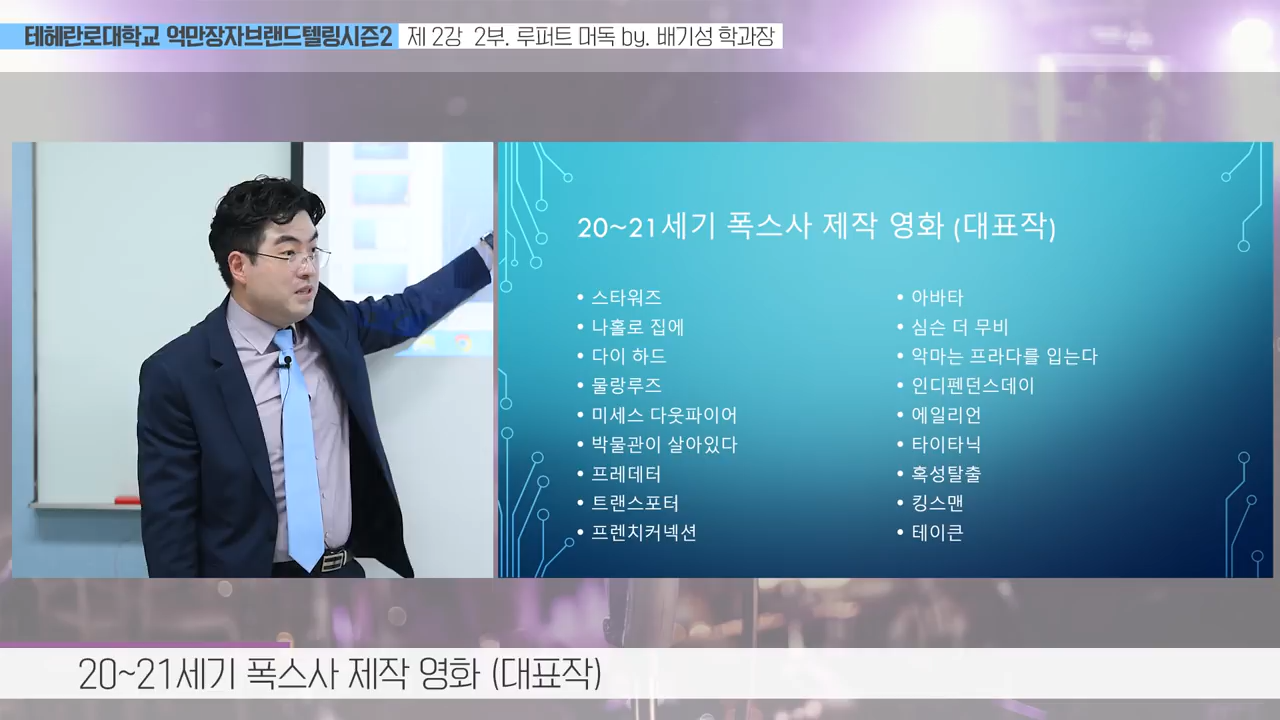 테헤란로대학교 억만장자브랜드텔링시즌2 제 2강 2부. 루퍼트 머독 by. 배기성 학과장
20~21세기 폭스사 제작 영화 (대표작)
• 스타워즈
• 나홀로 집에
• 다이 하드
• 물랑루즈
• 미세스 다웃파이어
• 박물관이 살아있다
• 프레데터
• 트랜스포터
• 프렌치커넥션
• 아바타
• 심슨 더 무비
• 악마는 프라다를 입는다
• 인디펜던스데이
• 에일리언
• 타이타닉
• 혹성탈출
• 킹스맨
• 테이큰
20~21세기 폭스사 제작 영화 (대표작)